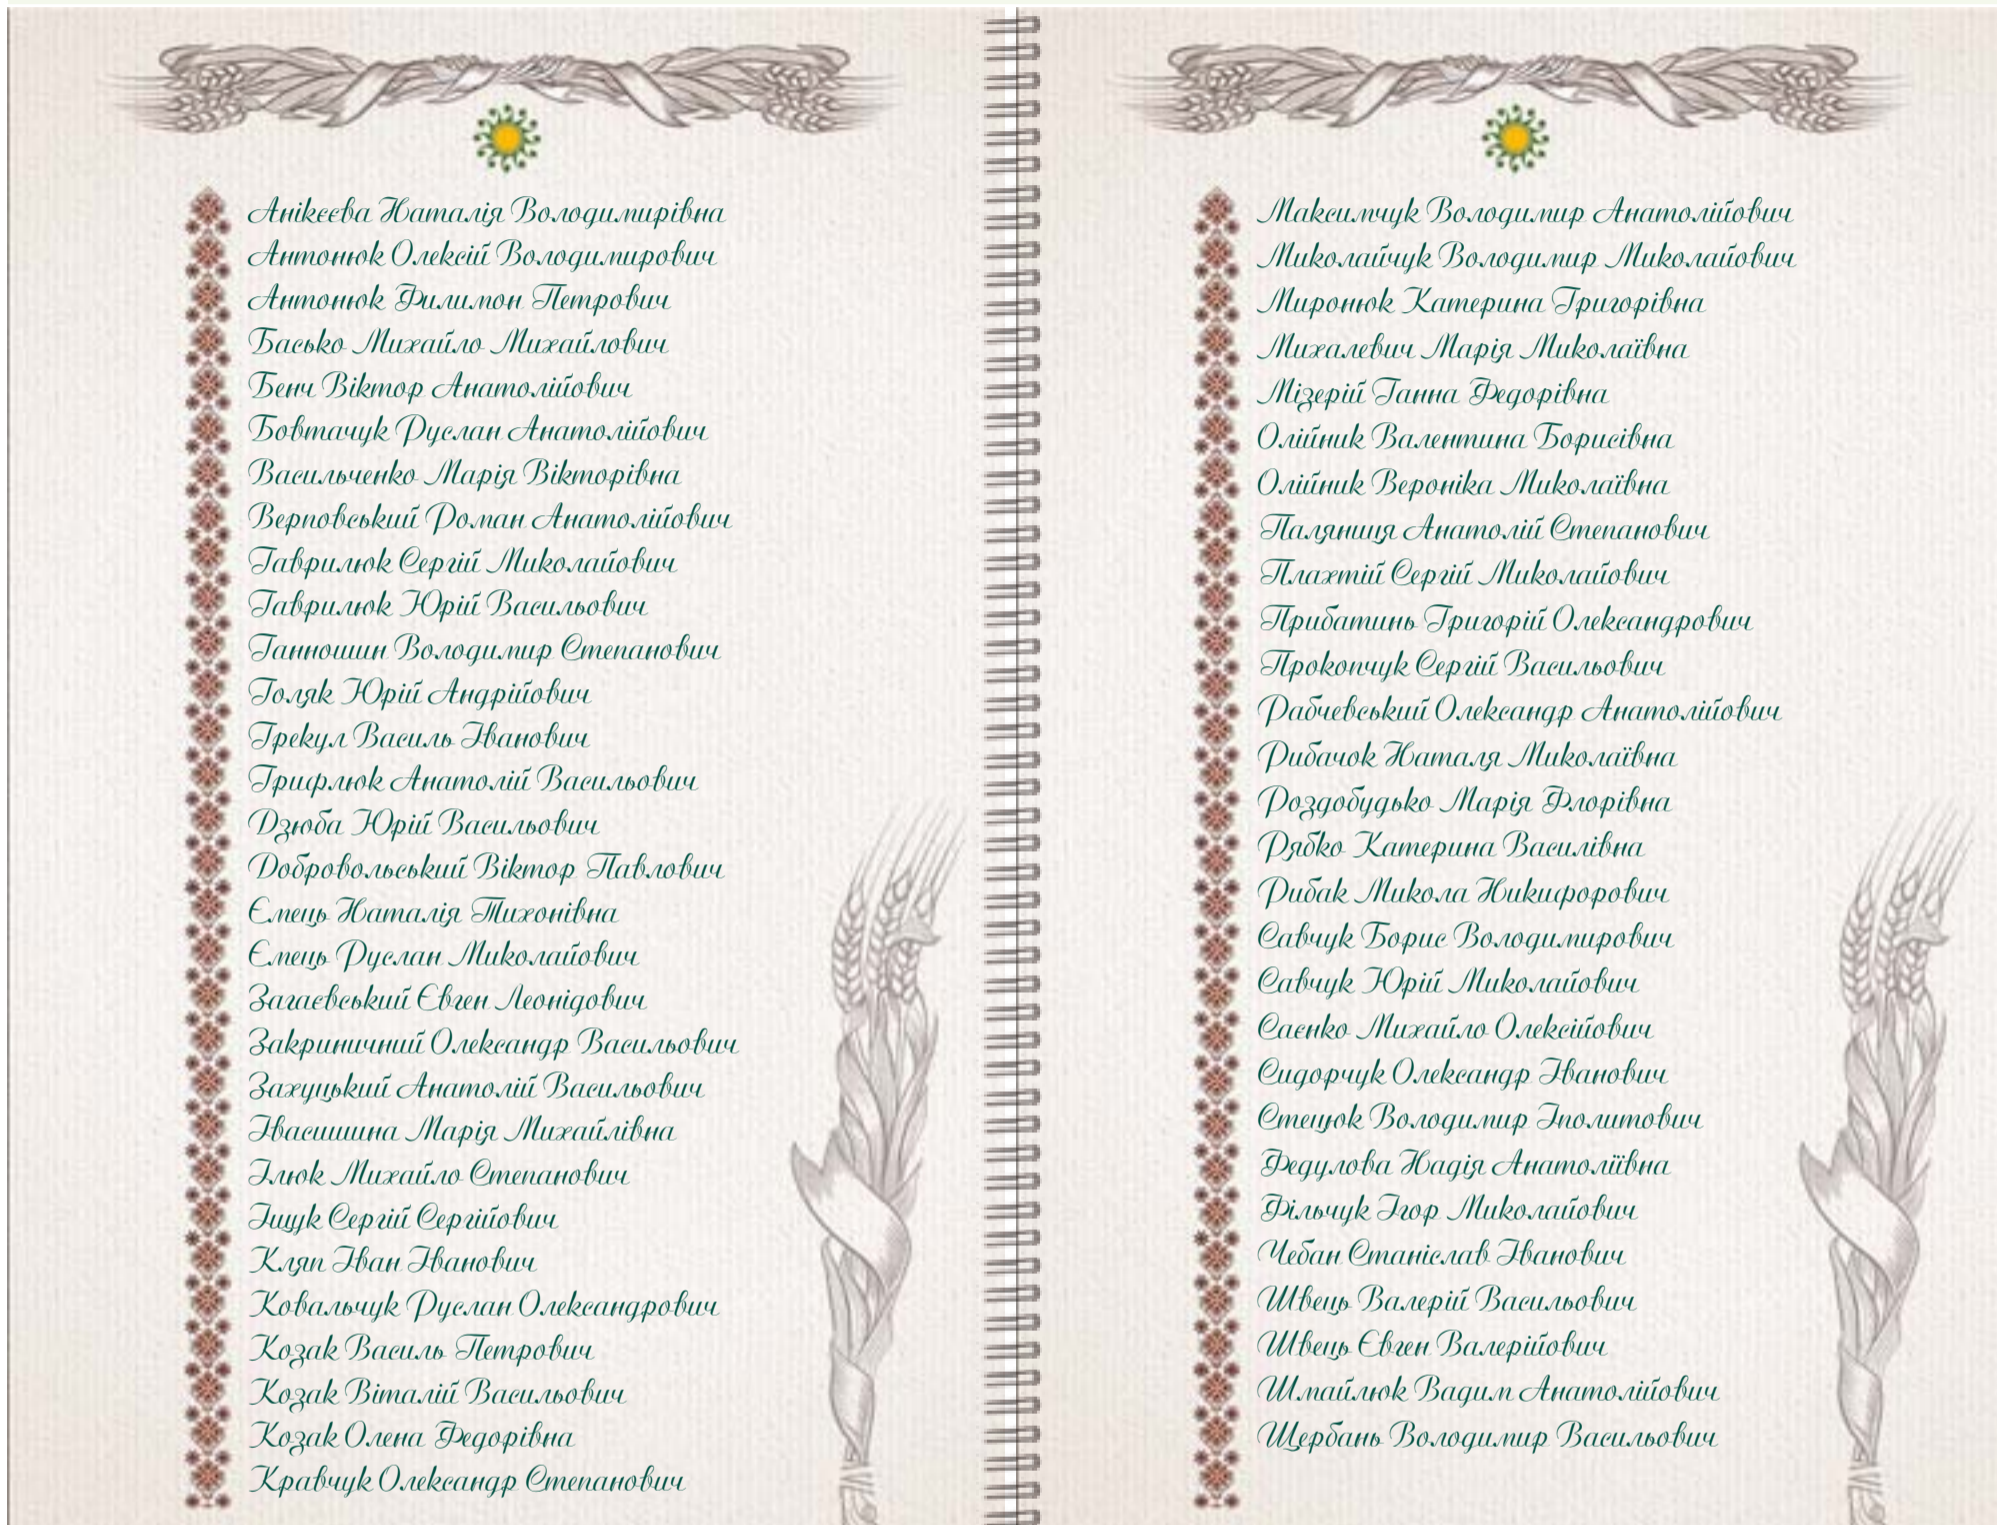 Анікєєва Наталія Володимирівна
Антонюк Олексій Володимирович
Антонюк Филимон Петрович
Басько Михайло Михайлович
Бенч Віктор Анатолійович
Бовтачук Руслан Анатолійович
Васильченко Марія Вікторівна
Верповський Роман Анатолійович
Гаврилюк Сергій Миколайович
Гаврилюк Юрій Васильович
Ганношин Володимир Степанович
Голяк Юрій Андрійович
Грекул Василь Іванович
Грифлюк Анатолій Васильович
Дзюба Юрій Васильович
Добровольський Віктор Павлович
Ємець Наталія Тихонівна
Ємець Руслан Миколайович
Загаєвський Євген Леонідович
Закриничний Олександр Васильович
Захуцький Анатолій Васильович
Івасишина Марія Михайлівна
Ілюк Михайло Степанович
Іщук Сергій Сергійович
Кляп Іван Іванович
Ковальчук Руслан Олександрович
Козак Василь Петрович
Козак Віталій Васильович
Козак Олена Федорівна
Кравчук Олександр Степанович
Максимчук Володимир Анатолійович
Миколайчук Володимир Миколайович
Миронюк Катерина Григорівна
Михалевич Марія Миколаївна
Мізерій Ганна Федорівна
Олійник Валентина Борисівна
Олійник Вероніка Миколаївна
Паляниця Анатолій Степанович
Плахтій Сергій Миколайович
Прибатинь Григорій Олександрович
Прокопчук Сергій Васильович
Рабчевський Олександр Анатолійович
Рибачок Наталя Миколаївна
Роздобудько Марія Флорівна
Рябко Катерина Василівна
Рибак Микола Никифорович
Савчук Борис Володимирович
Савчук Юрій Миколайович
Саєнко Михайло Олексійович
Сидорчук Олександр Іванович
Стецюк Володимир Іполитович
Федулова Надія Анатоліївна
Фільчук Ігор Миколайович
Чебан Станіслав Іванович
Швець Валерій Васильович
Швець Євген Валерійович
Шмайлюк Вадим Анатолійович
Щербань Володимир Васильович